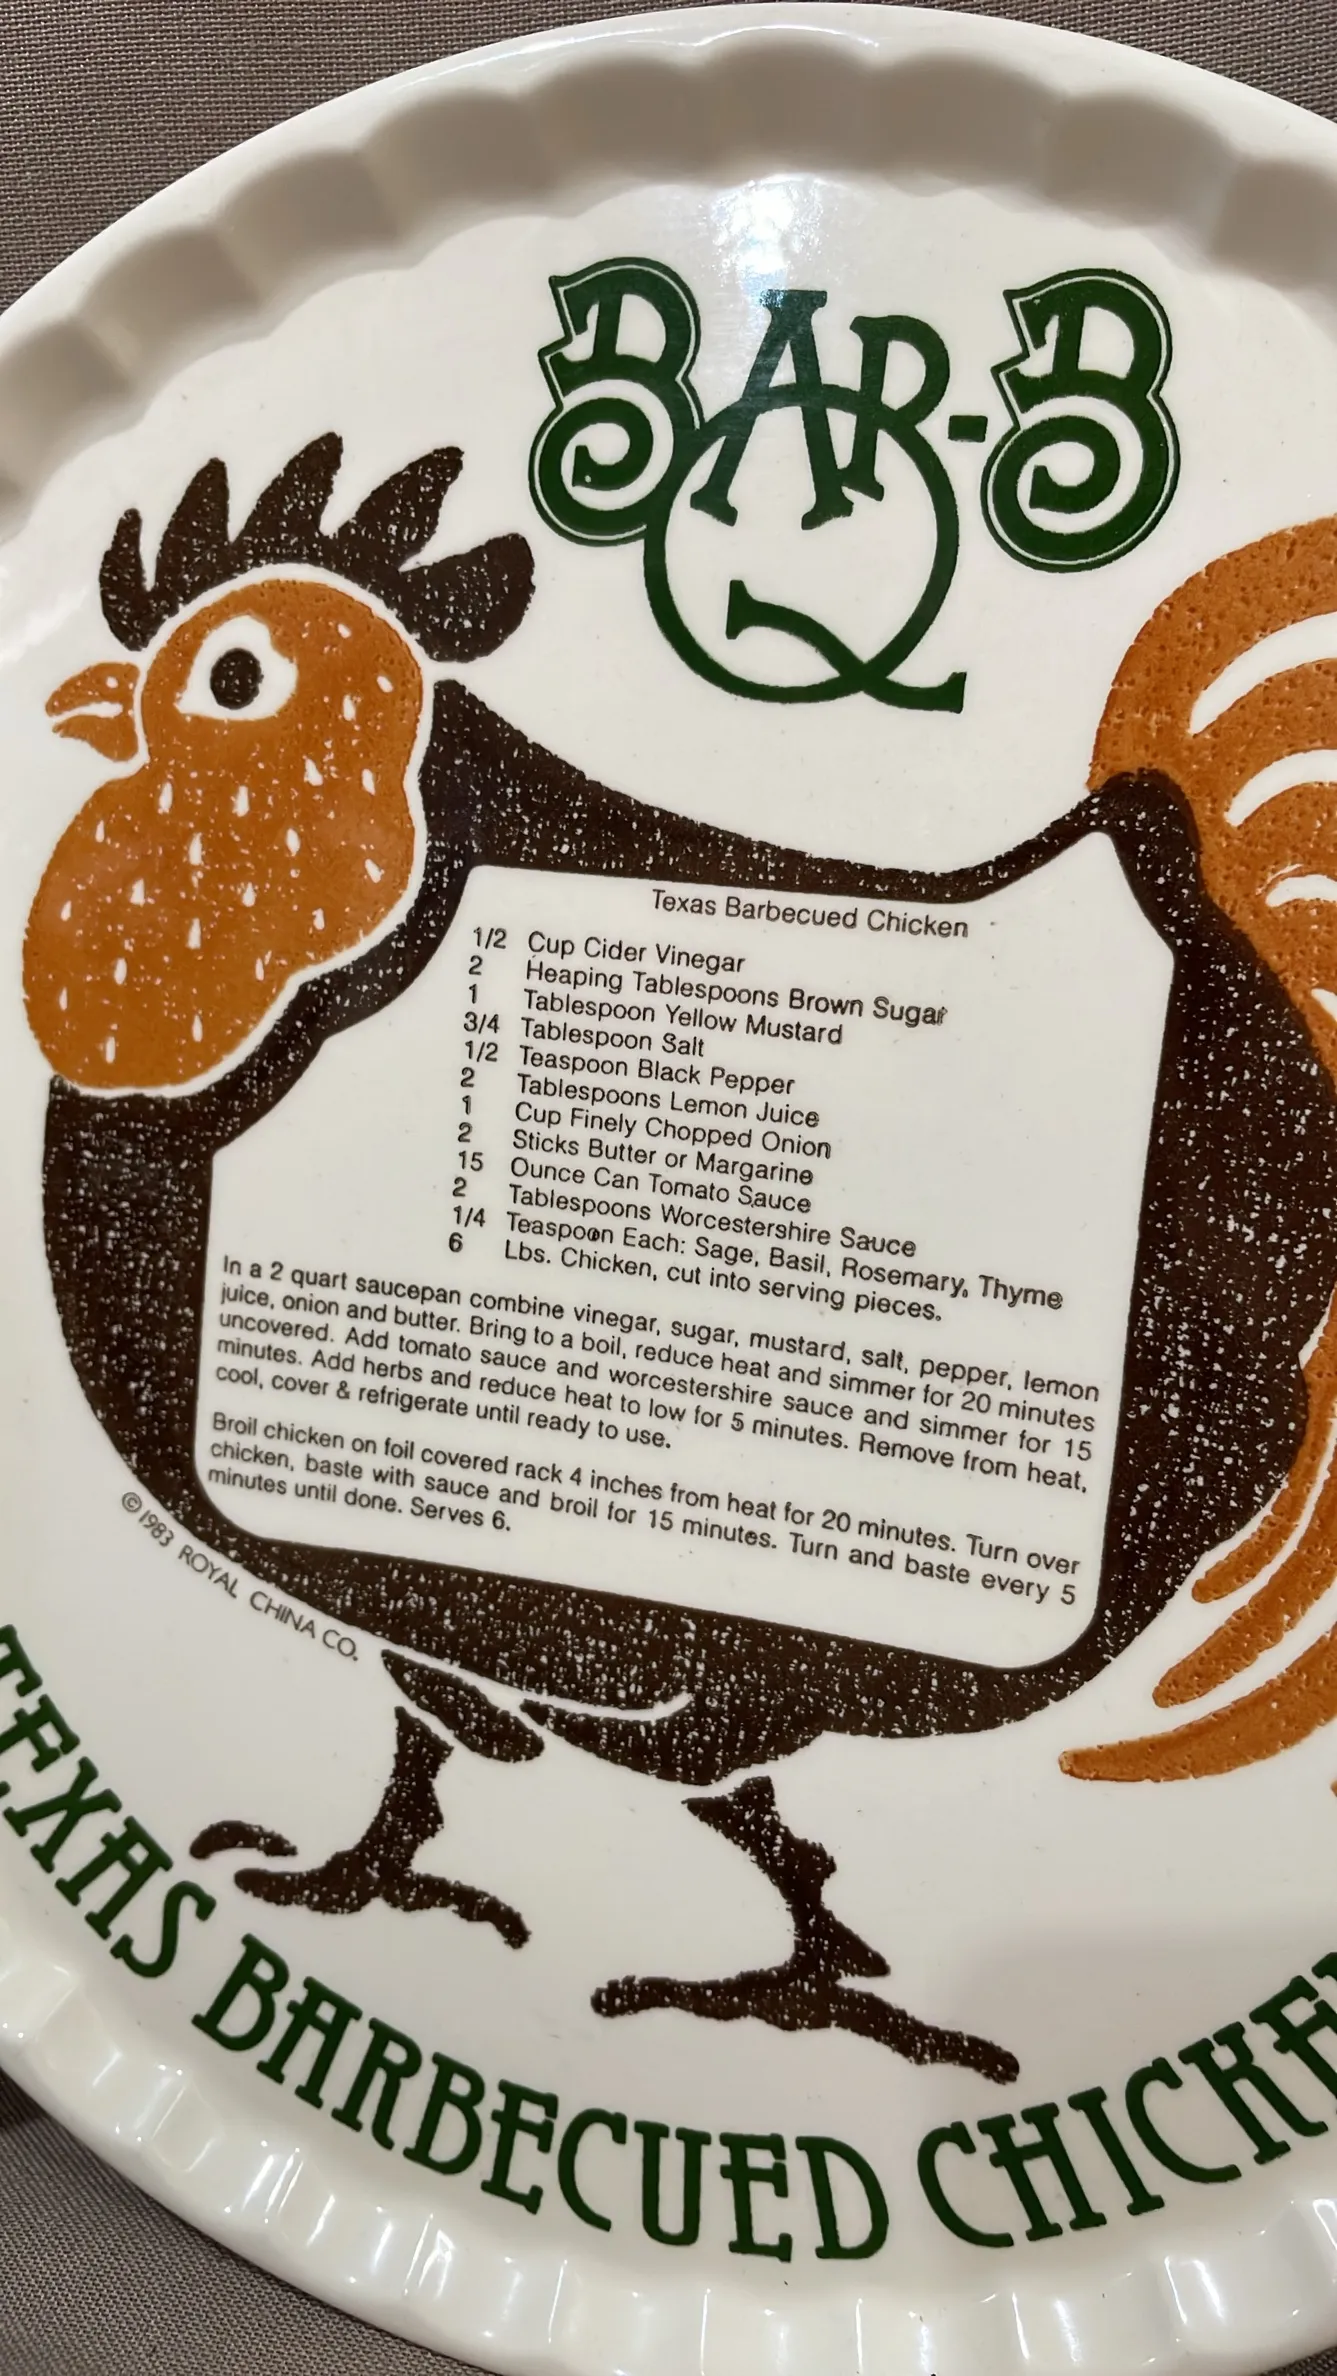 BAR-B
Q
Texas Barbecued Chicken
1/2 Cup Cider Vinegar
2 Heaping Tablespoons Brown Sugar
1 Tablespoon Yellow Mustard
3/4 Tablespoon Salt
1/2 Teaspoon Black Pepper
2 Tablespoons Lemon Juice
1 Cup Finely Chopped Onion
2 Sticks Butter or Margarine
15 Ounce Can Tomato Sauce
2 Tablespoons Worcestershire Sauce
1/4 Teaspoon Each: Sage, Basil, Rosemary, Thyme
6 Lbs. Chicken, cut into serving pieces.
In a 2 quart saucepan combine vinegar, sugar, mustard, salt, pepper, lemon
juice, onion and butter. Bring to a boil, reduce heat and simmer for 20 minutes
uncovered. Add tomato sauce and worcestershire sauce and simmer for 15
minutes. Add herbs and reduce heat to low for 5 minutes. Remove from heat,
cool, cover & refrigerate until ready to use.
Broil chicken on foil covered rack 4 inches from heat for 20 minutes. Turn over
chicken, baste with sauce and broil for 15 minutes. Turn and baste every 5
minutes until done. Serves 6.
©1983 ROYAL CHINA CO.
TEXAS BARBECUED CHICKE